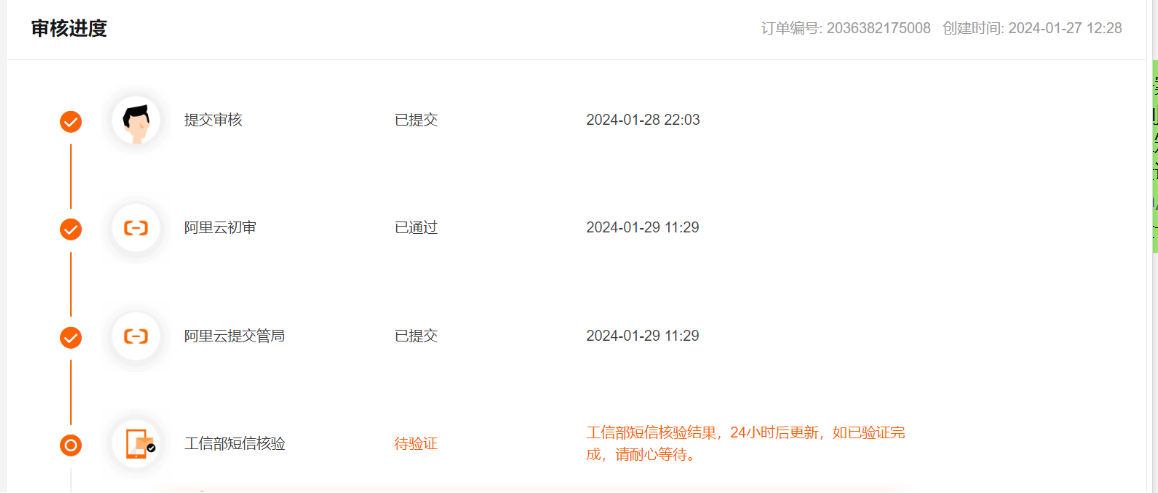 审核进度
订单编号: 2036382175008 创建时间: 2024-01-27 12:28
提交审核 已提交 2024-01-28 22:03
阿里云初审 已通过 2024-01-29 11:29
阿里云提交管局 已提交 2024-01-29 11:29
工信部短信核验 待验证 工信部短信核验结果，24小时后更新，如已验证完
成，请耐心等待。